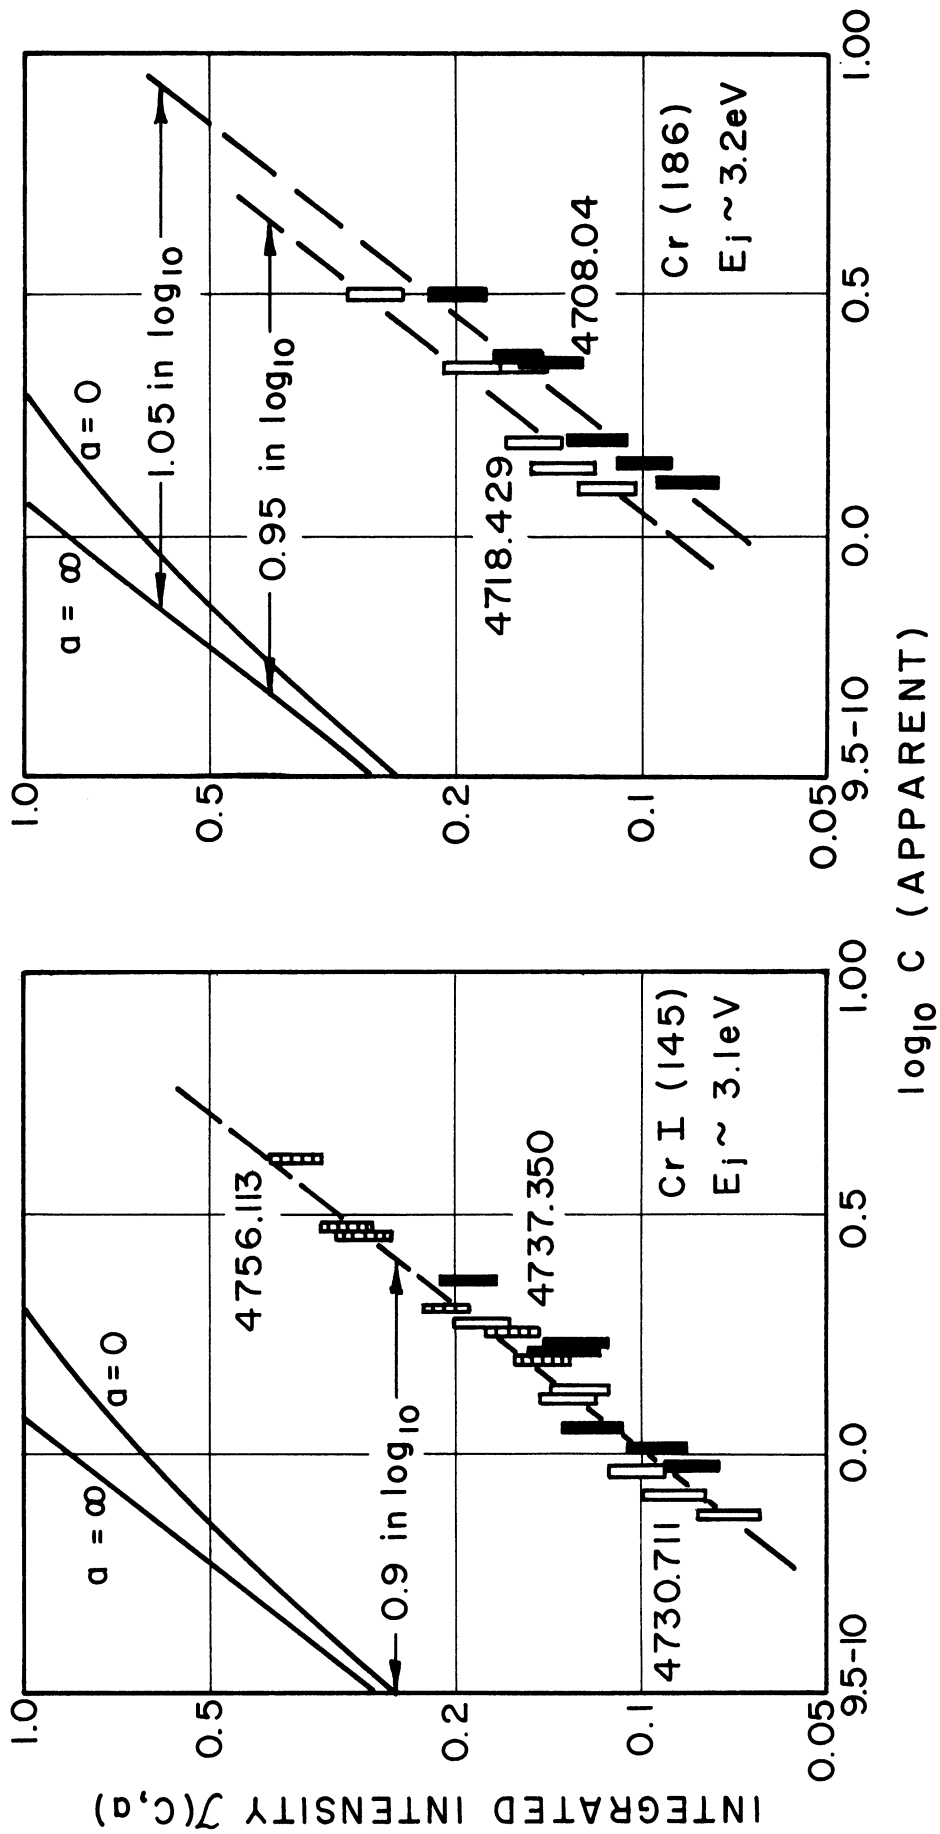 INTEGRATED INTENSITY 𝒥(C,a)
1.0
0.5
0.2
0.1
0.05
a = ∞
a = 0
0.9 in log10
4756.113
4737.350
4730.711
Cr I (145)
Ej ~ 3.1eV
9.5-10
0.0
0.5
1.00
1.0
0.5
0.2
0.1
0.05
a = ∞
a = 0
1.05 in log10
0.95 in log10
4718.429
4708.04
Cr (186)
Ej ~ 3.2eV
9.5-10
0.0
0.5
1.00
log10 C (APPARENT)